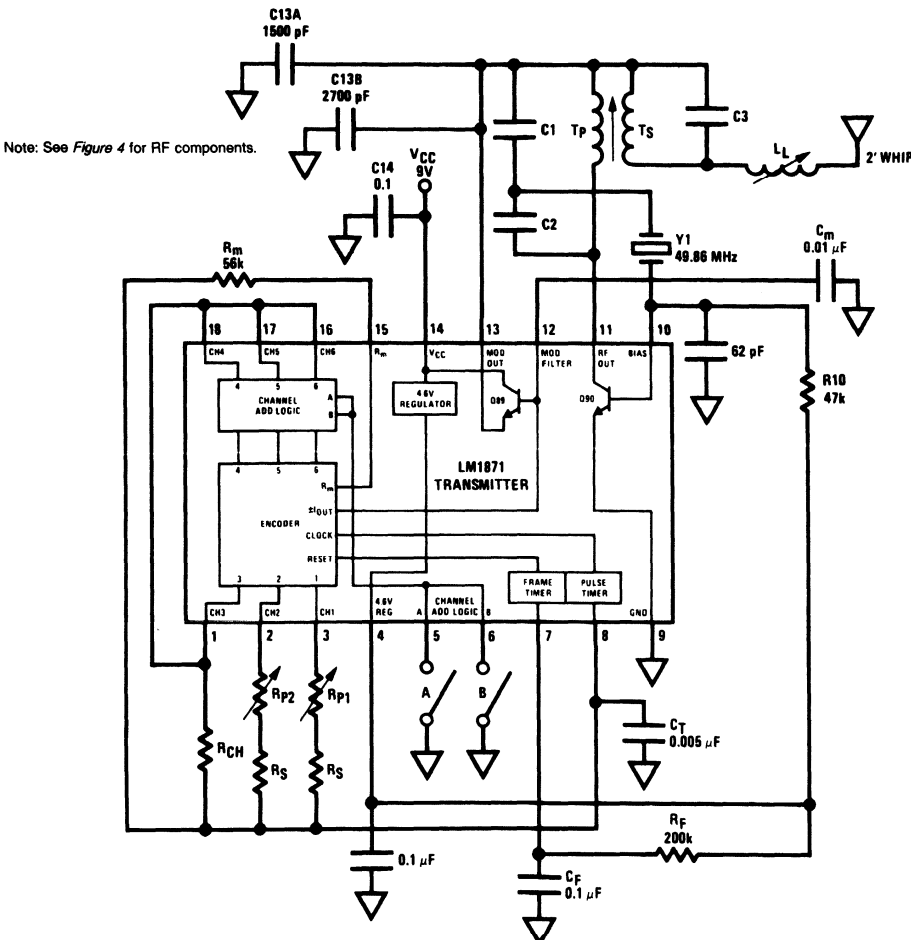 C13A
1500 pF
C13B
2700 pF
Note: See Figure 4 for RF components.
C14
0.1
VCC
9V
C1
C2
TP
TS
C3
LL
2' WHIP
Y1
49.86 MHz
Cm
0.01 μF
62 pF
R10
47k
Rm
56k
18 17 16 15 14 13 12 11 10
CH4 CH5 CH6 Rm VCC MOD OUT MOD FILTER RF OUT BIAS
4 5 6
CHANNEL
ADD LOGIC
A
B
4.6V
REGULATOR
Q89
Q90
LM1871
TRANSMITTER
4 5 6
Rm
±IOUT
ENCODER
CLOCK
RESET
3 2 1
FRAME
TIMER
PULSE
TIMER
CH3 CH2 CH1 4.6V REG A CHANNEL ADD LOGIC B GND
1 2 3 4 5 6 7 8 9
RP2
RP1
A
B
RCH
RS
RS
CT
0.005 μF
RF
200k
0.1 μF
CF
0.1 μF